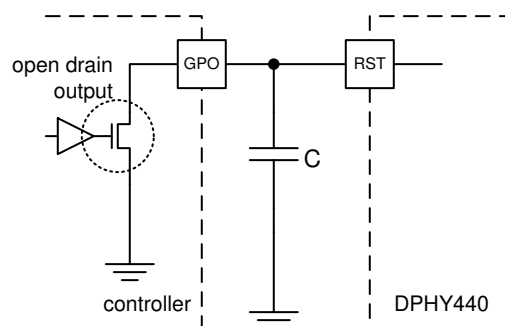 open drain
output
GPO
RST
C
controller
DPHY440